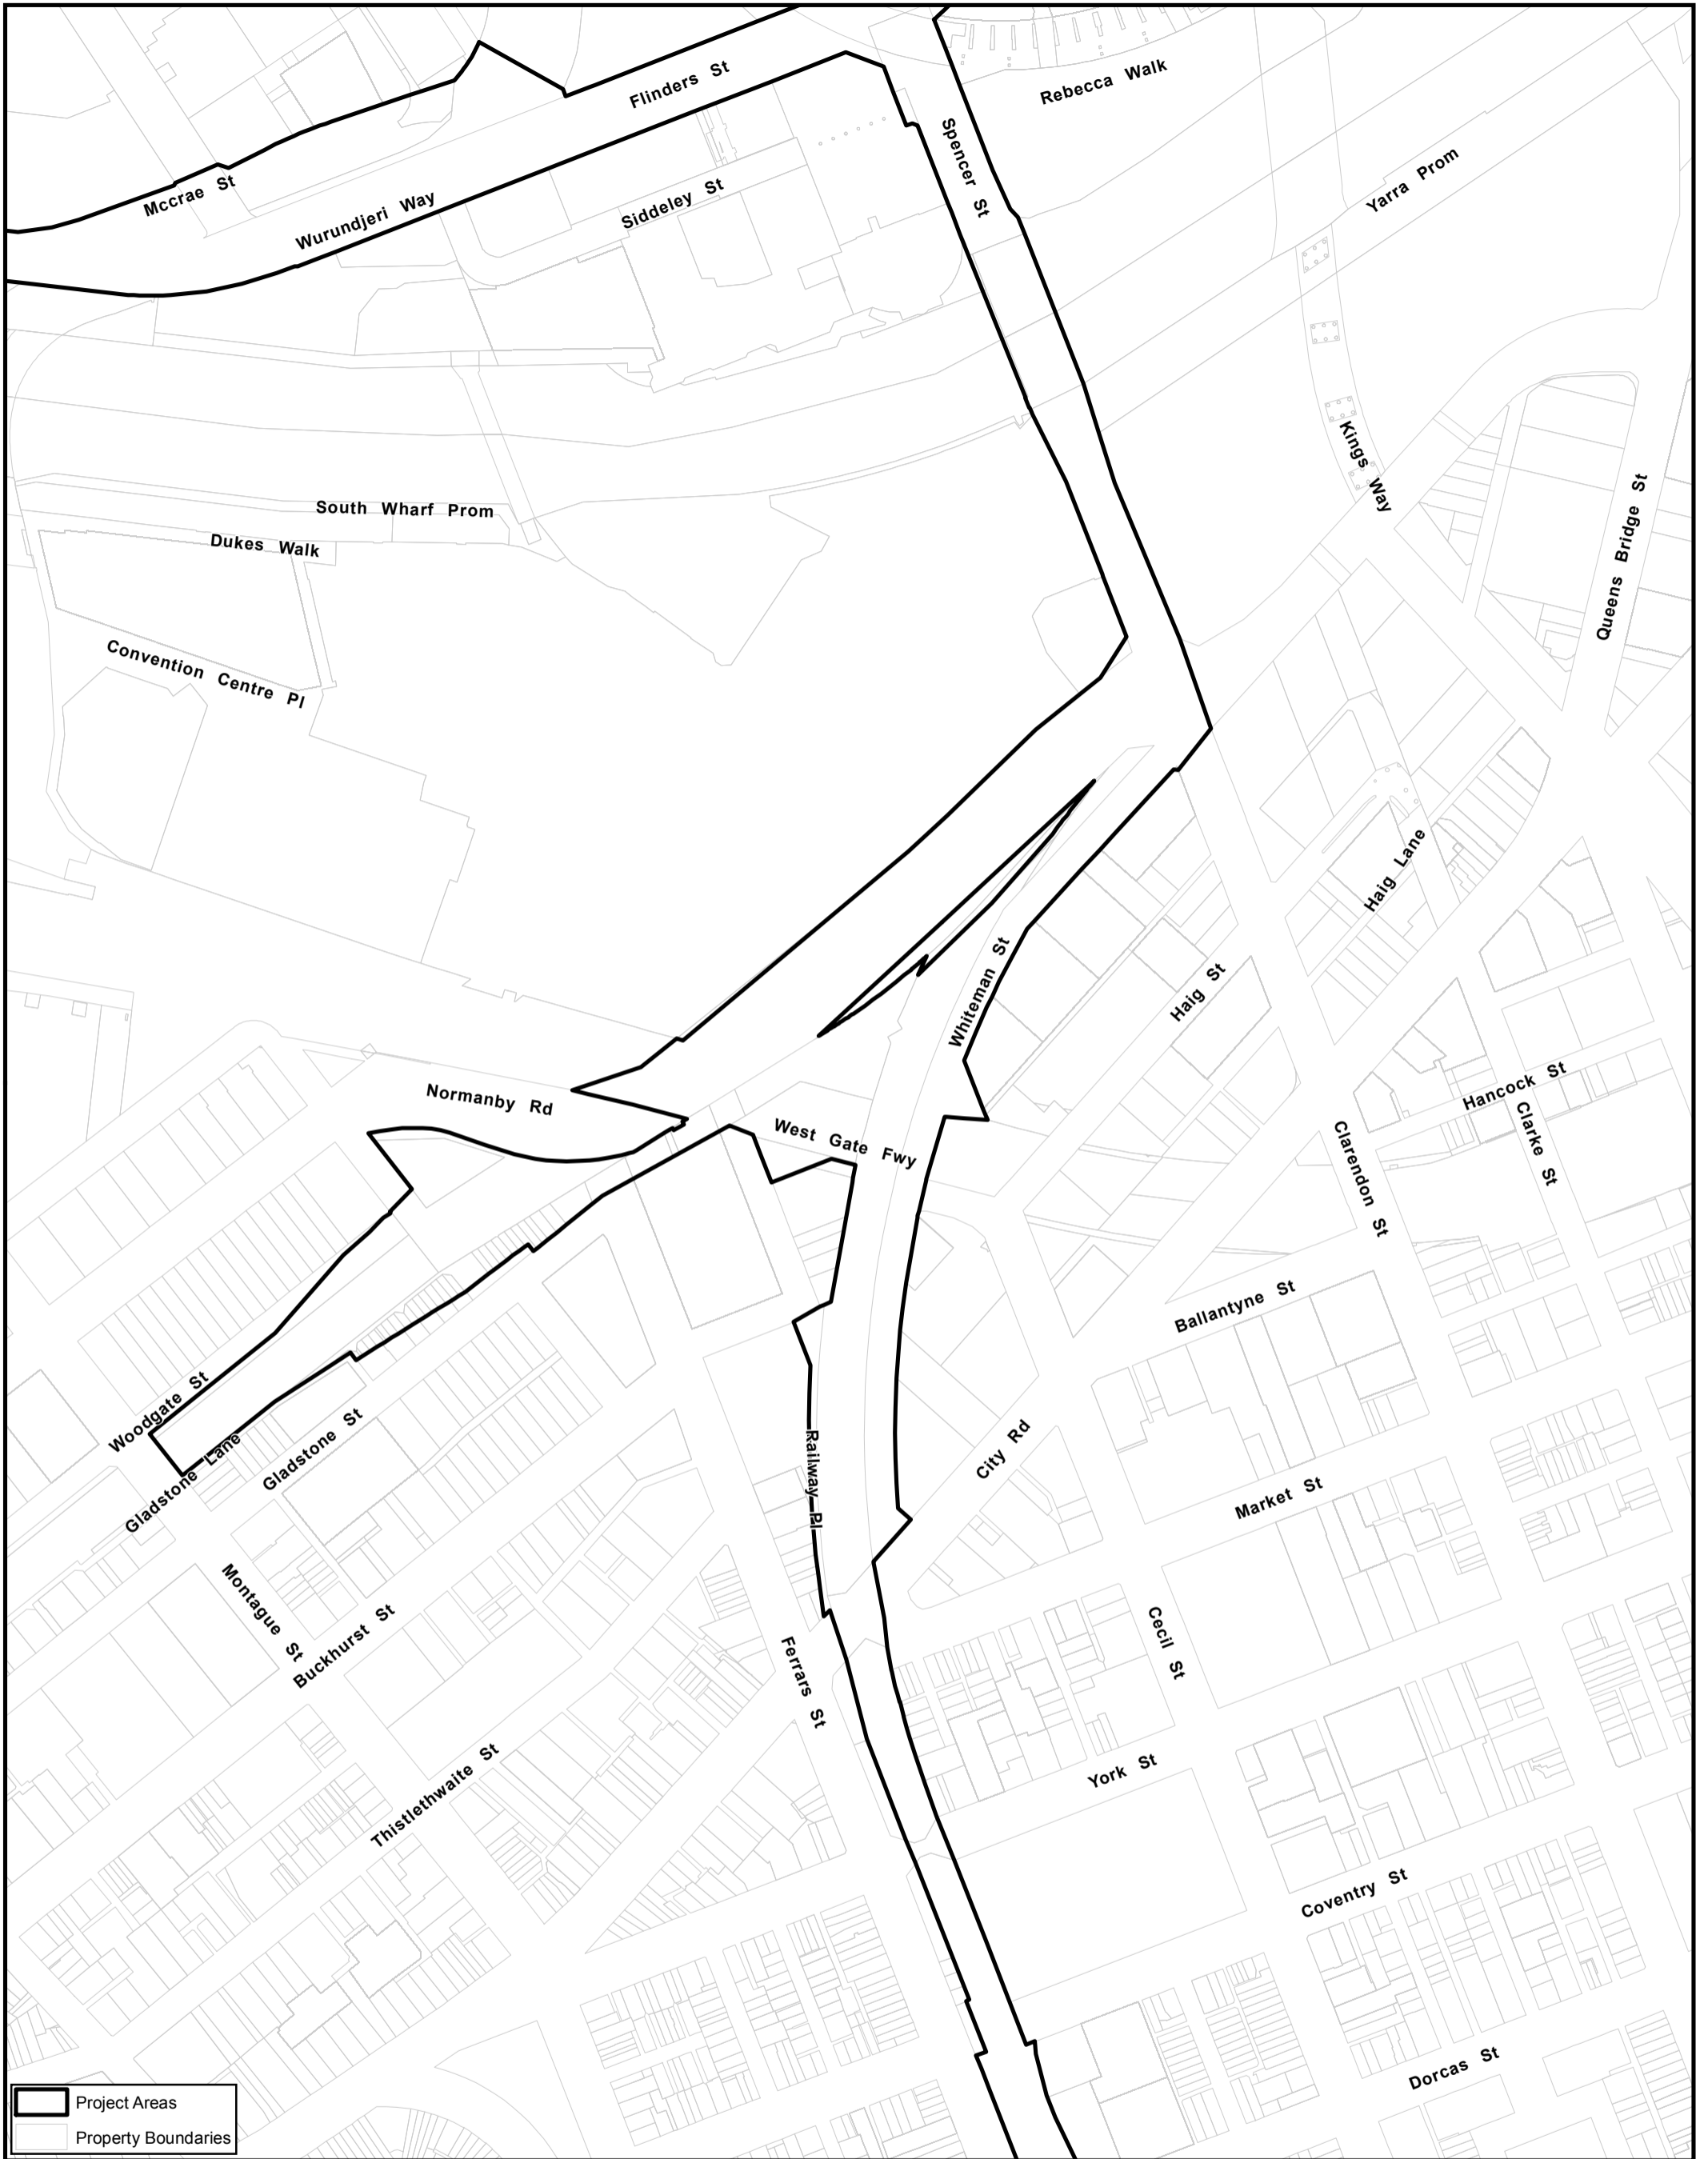 Flinders St
Rebecca Walk
Spencer St
Mccrae St
Wurundjeri Way
Siddeley St
Yarra Prom
Kings Way
Queens Bridge St
South Wharf Prom
Dukes Walk
Convention Centre Pl
Haig Lane
Whiteman St
Haig St
Normanby Rd
West Gate Fwy
Hancock St
Clarke St
Clarendon St
Ballantyne St
Woodgate St
Gladstone Lane
Gladstone St
Railway Pl
City Rd
Market St
Montague St
Buckhurst St
Ferrars St
Cecil St
Thistlethwaite St
York St
Coventry St
Dorcas St
Project Areas
Property Boundaries